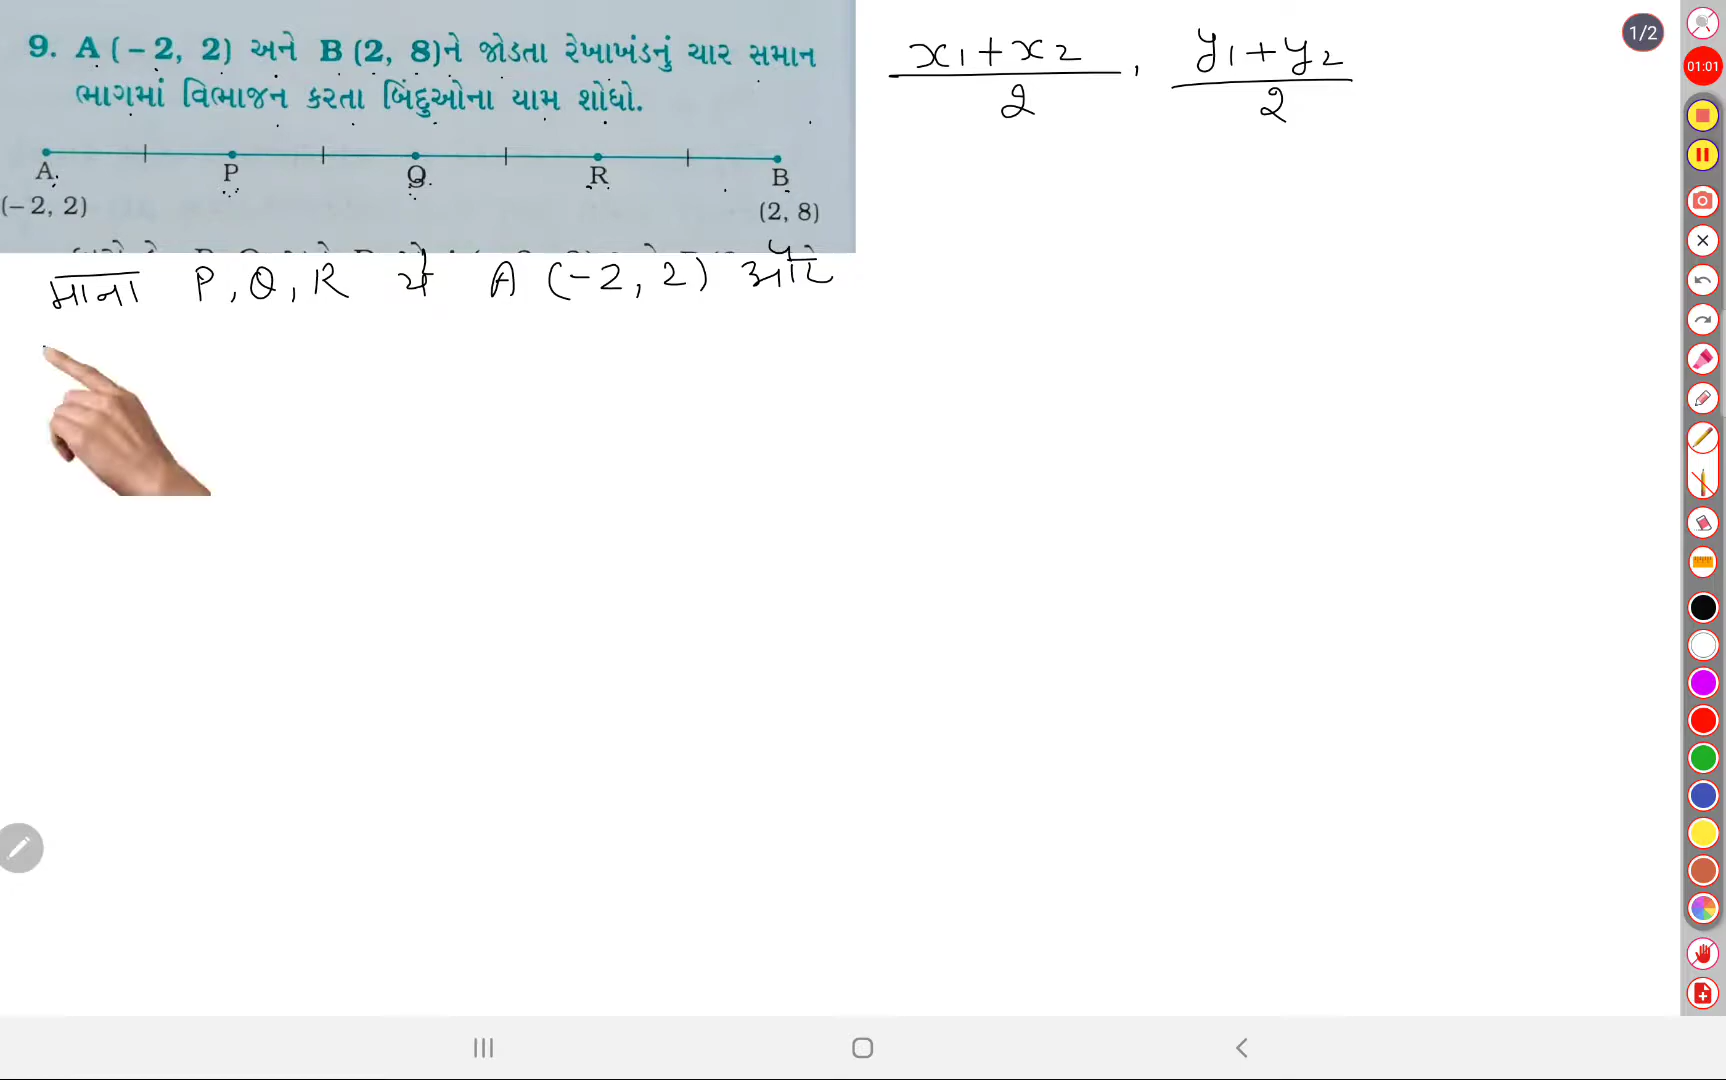 9. A (– 2, 2) અને B (2, 8)ને જોડતા રેખાખંડનું ચાર સમાન
ભાગમાં વિભાજન કરતા બિંદુઓના યામ શોધો.
A P Q R B
(– 2, 2) (2, 8)
x₁+x₂/2 , y₁+y₂/2
माना P, Q, R ये A (-2, 2) और
1/2
01:01